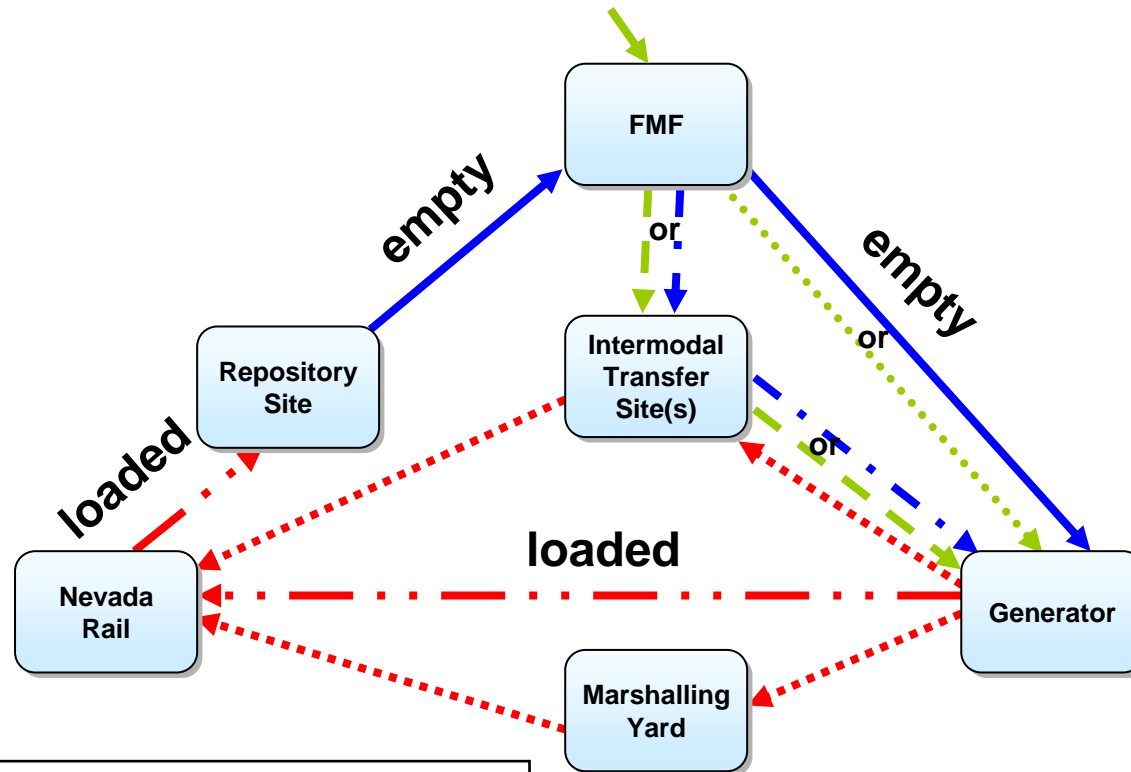 FMF
empty
or
empty
or
Repository
Site
Intermodal
Transfer
Site(s)
loaded
or
loaded
Nevada
Rail
Generator
Marshalling
Yard